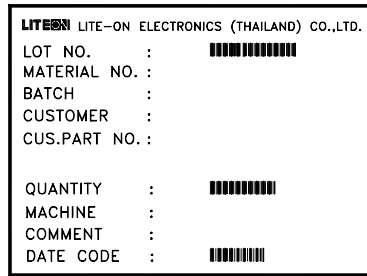 LITEON LITE-ON ELECTRONICS (THAILAND) CO.,LTD.
LOT NO. :
MATERIAL NO. :
BATCH :
CUSTOMER :
CUS.PART NO. :
QUANTITY :
MACHINE :
COMMENT :
DATE CODE :